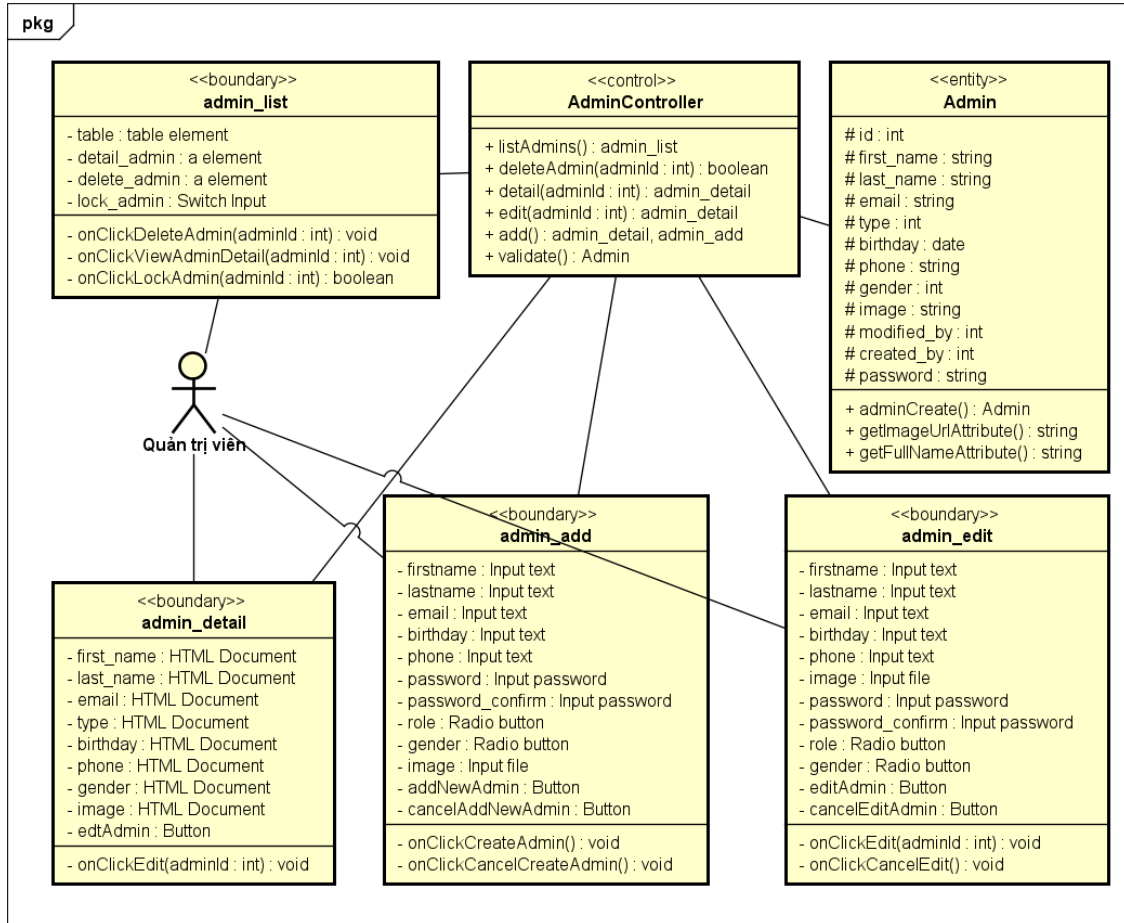 pkg
<<boundary>>
admin_list
- table : table element
- detail_admin : a element
- delete_admin : a element
- lock_admin : Switch Input
- onClickDeleteAdmin(adminId : int) : void
- onClickViewAdminDetail(adminId : int) : void
- onClickLockAdmin(adminId : int) : boolean
<<control>>
AdminController
+ listAdmins() : admin_list
+ deleteAdmin(adminId : int) : boolean
+ detail(adminId : int) : admin_detail
+ edit(adminId : int) : admin_detail
+ add() : admin_detail, admin_add
+ validate() : Admin
<<entity>>
Admin
# id : int
# first_name : string
# last_name : string
# email : string
# type : int
# birthday : date
# phone : string
# gender : int
# image : string
# modified_by : int
# created_by : int
# password : string
+ adminCreate() : Admin
+ getImageUrlAttribute() : string
+ getFullNameAttribute() : string
Quản trị viên
<<boundary>>
admin_detail
- first_name : HTML Document
- last_name : HTML Document
- email : HTML Document
- type : HTML Document
- birthday : HTML Document
- phone : HTML Document
- gender : HTML Document
- image : HTML Document
- edtAdmin : Button
- onClickEdit(adminId : int) : void
<<boundary>>
admin_add
- firstname : Input text
- lastname : Input text
- email : Input text
- birthday : Input text
- phone : Input text
- password : Input password
- password_confirm : Input password
- role : Radio button
- gender : Radio button
- image : Input file
- addNewAdmin : Button
- cancelAddNewAdmin : Button
- onClickCreateAdmin() : void
- onClickCancelCreateAdmin() : void
<<boundary>>
admin_edit
- firstname : Input text
- lastname : Input text
- email : Input text
- birthday : Input text
- phone : Input text
- image : Input file
- password : Input password
- password_confirm : Input password
- role : Radio button
- gender : Radio button
- editAdmin : Button
- cancelEditAdmin : Button
- onClickEdit(adminId : int) : void
- onClickCancelEdit() : void